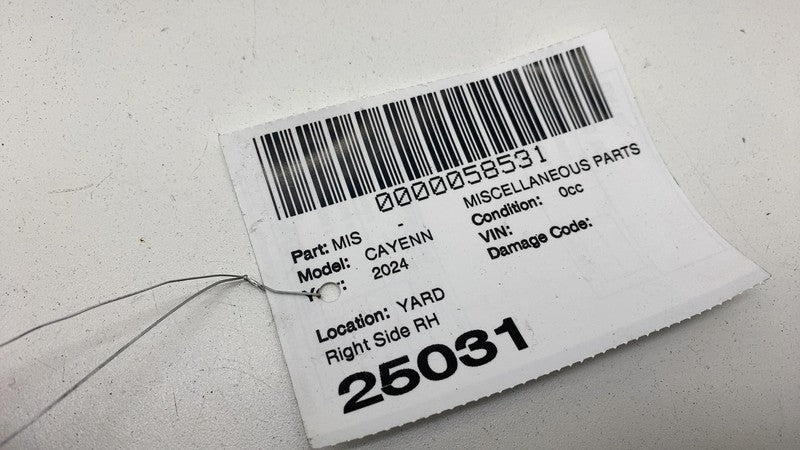 0000058531
Part: MIS - MISCELLANEOUS PARTS
Model: CAYENN Condition: 0cc
2024 VIN:
Damage Code:
Location: YARD
Right Side RH
25031